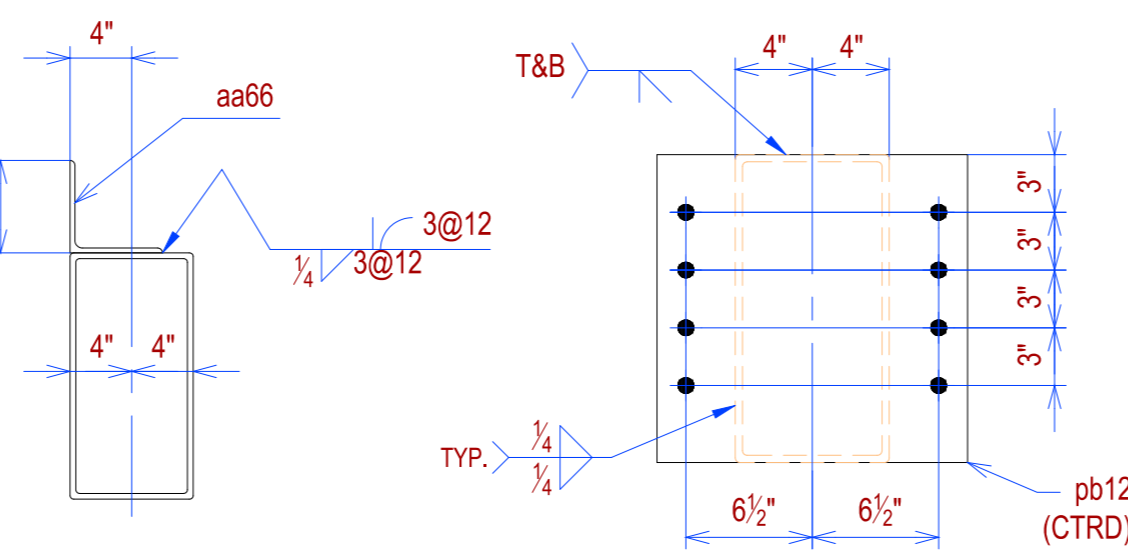 4"
aa66
3@12
¼ 3@12
4" 4"
T&B
4" 4"
3"
3"
3"
3"
TYP.
¼
¼
6½" 6½"
pb12
(CTRD)